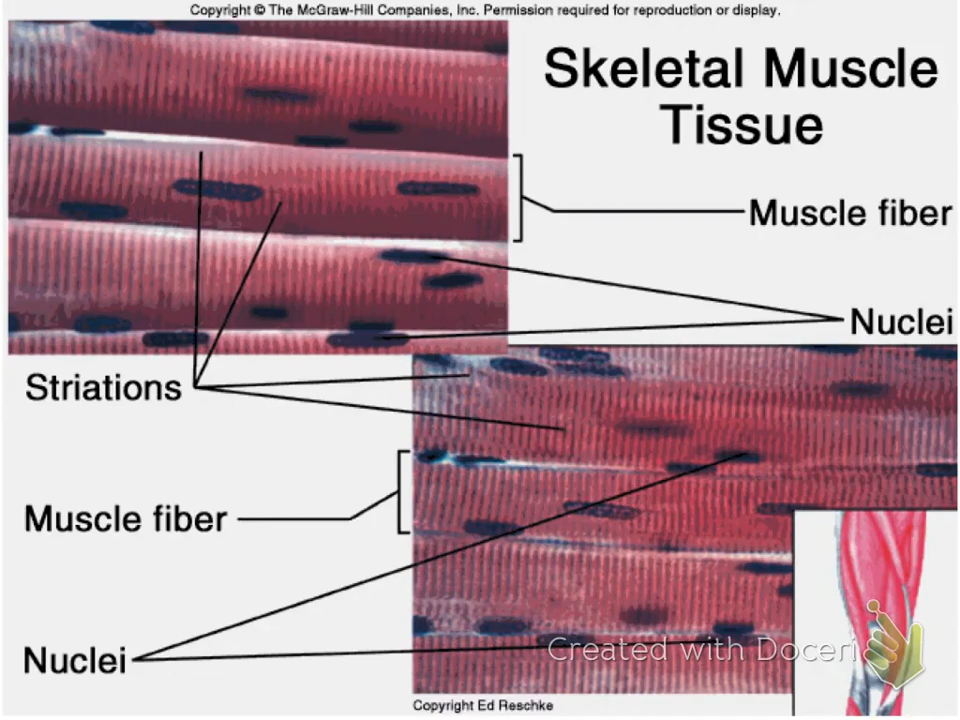 Copyright © The McGraw-Hill Companies, Inc. Permission required for reproduction or display.
Skeletal Muscle
Tissue
Muscle fiber
Nuclei
Striations
Muscle fiber
Nuclei
Created with Doceri
Copyright Ed Reschke